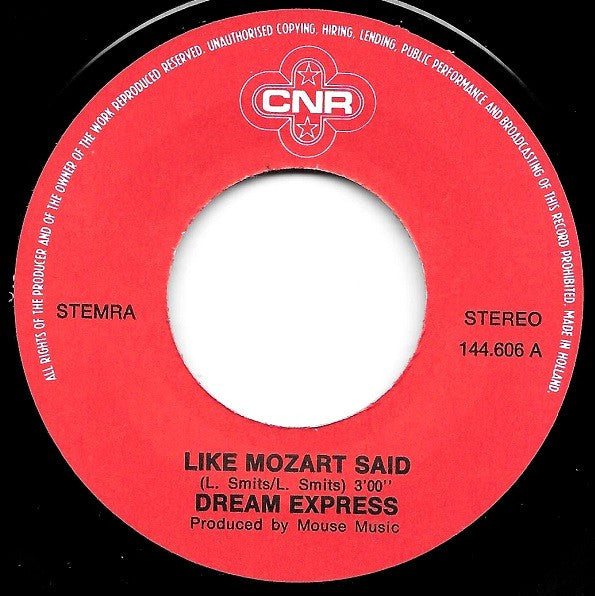 ALL RIGHTS OF THE PRODUCER AND OF THE OWNER OF THE WORK REPRODUCED RESERVED. UNAUTHORISED COPYING, HIRING, LENDING, PUBLIC PERFORMANCE AND BROADCASTING OF THIS RECORD PROHIBITED. MADE IN HOLLAND.
CNR
STEMRA
STEREO
144.606 A
LIKE MOZART SAID
(L. Smits/L. Smits) 3'00''
DREAM EXPRESS
Produced by Mouse Music